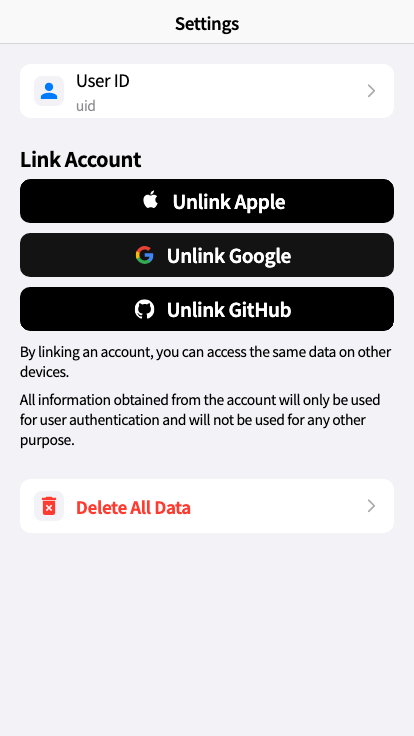 Settings
User ID
uid
Link Account
Unlink Apple
Unlink Google
Unlink GitHub
By linking an account, you can access the same data on other
devices.
All information obtained from the account will only be used
for user authentication and will not be used for any other
purpose.
Delete All Data